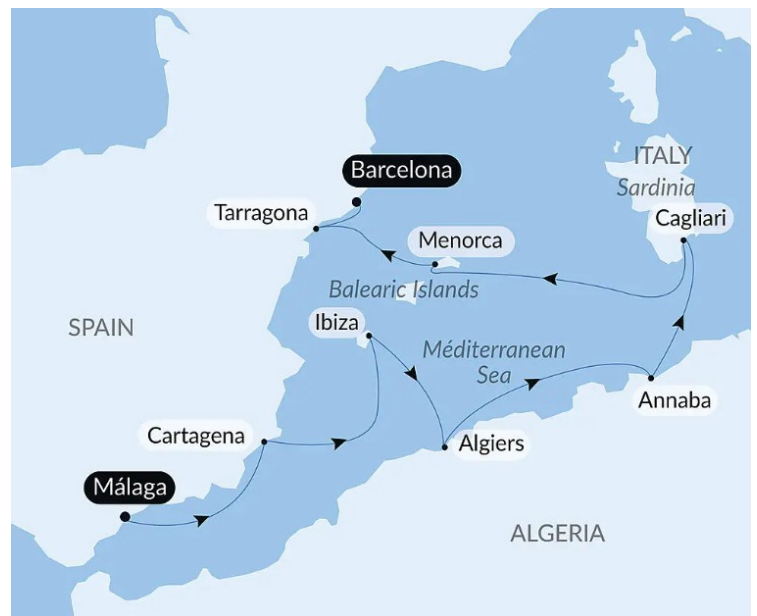 ITALY
Sardinia
Barcelona
Tarragona
Cagliari
Menorca
Balearic Islands
Ibiza
SPAIN
Méditerranean
Sea
Annaba
Cartagena
Algiers
Málaga
ALGERIA